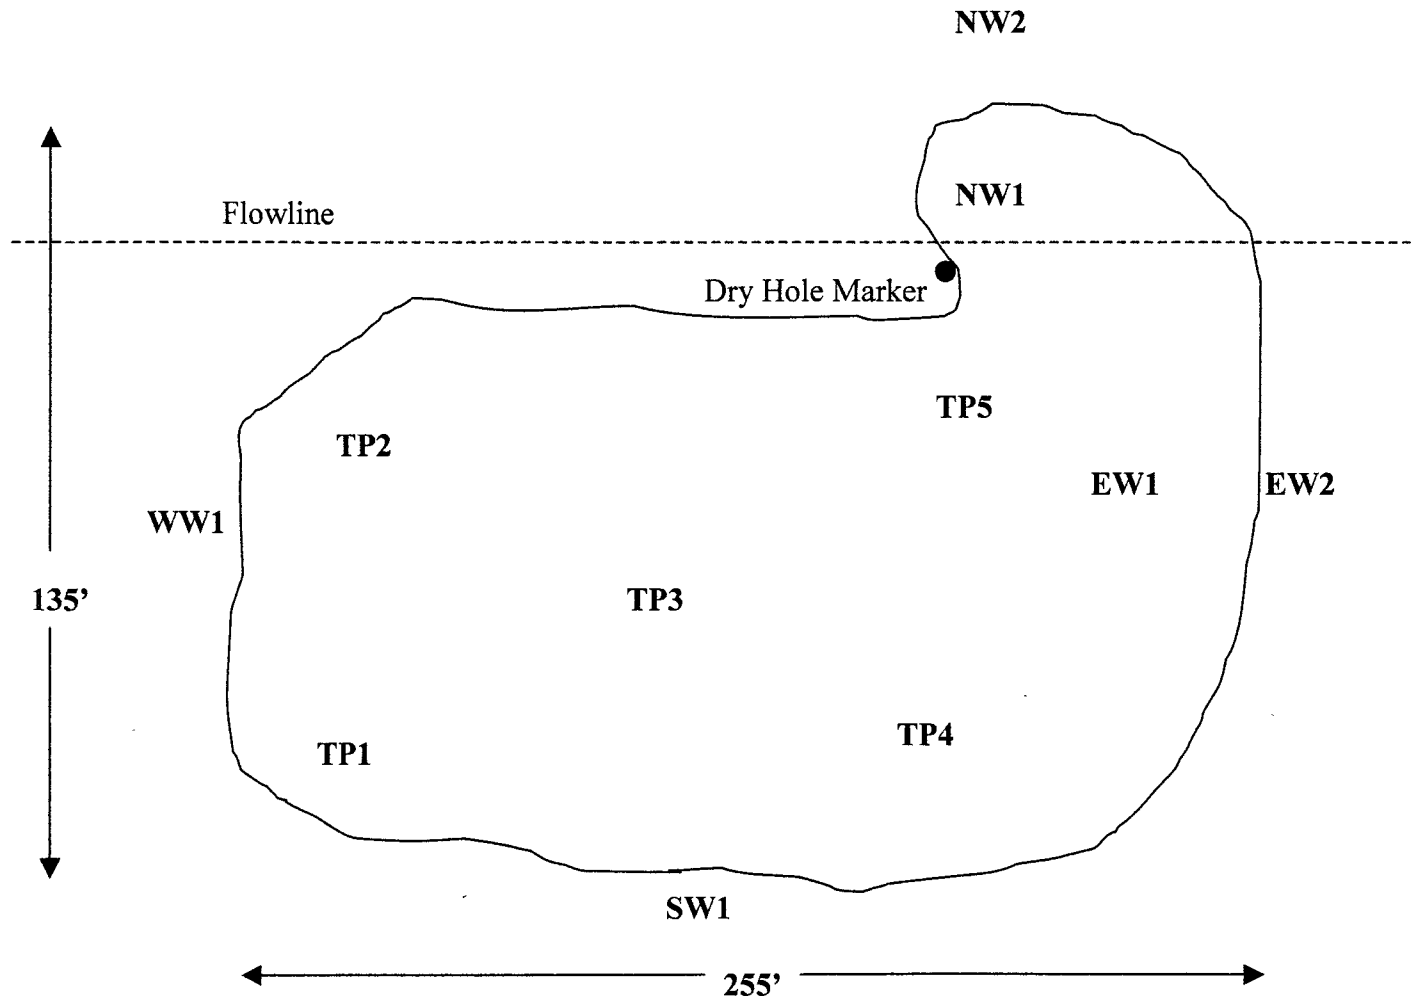 NW2
NW1
Flowline
Dry Hole Marker
TP5
TP2
EW1
EW2
WW1
135’
TP3
TP4
TP1
SW1
255’